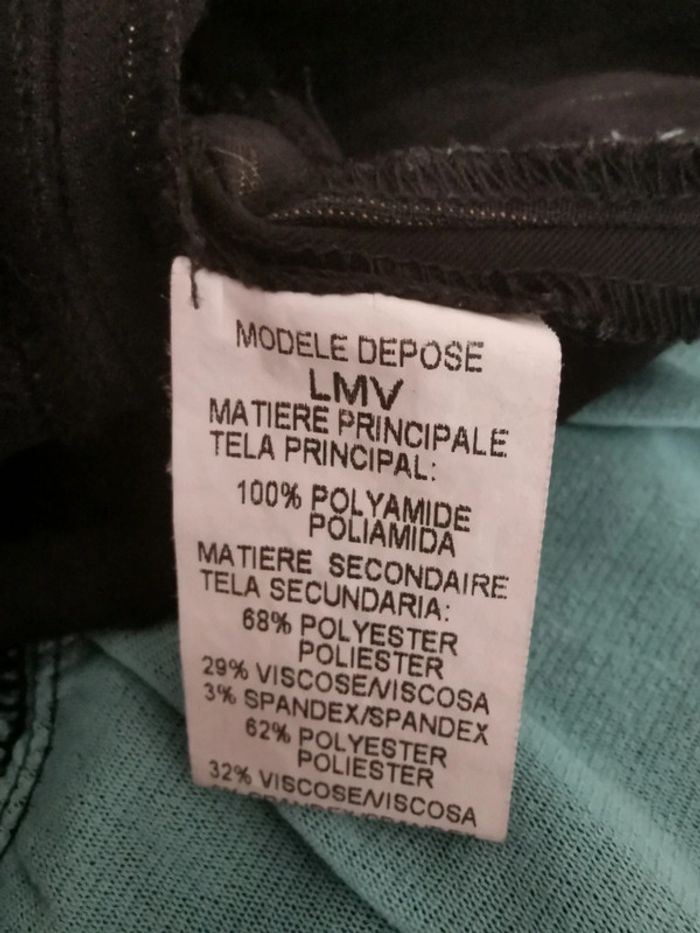 MODELE DEPOSE
LMV
MATIERE PRINCIPALE
TELA PRINCIPAL:
100% POLYAMIDE
POLIAMIDA
MATIERE SECONDAIRE
TELA SECUNDARIA:
68% POLYESTER
POLIESTER
29% VISCOSE/VISCOSA
3% SPANDEX/SPANDEX
62% POLYESTER
POLIESTER
32% VISCOSE/VISCOSA